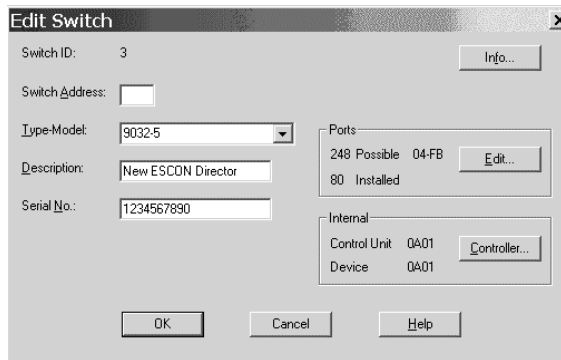 Edit Switch
Switch ID: 3
Info...
Switch Address:
Type-Model: 9032-5
Description: New ESCON Director
Serial No.: 1234567890
Ports
248 Possible 04-FB
80 Installed
Edit...
Internal
Control Unit 0A01
Device 0A01
Controller...
OK
Cancel
Help